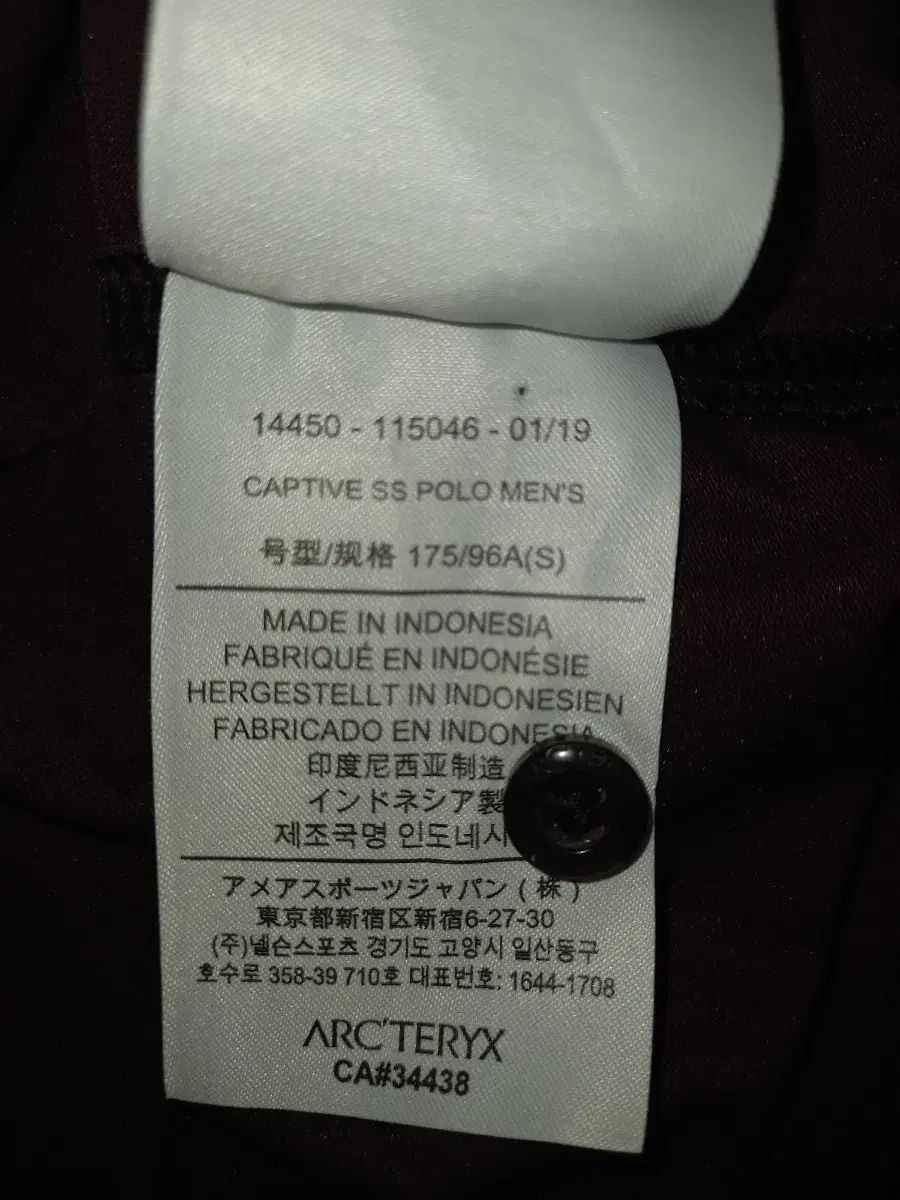 14450 - 115046 - 01/19
CAPTIVE SS POLO MEN'S
号型/规格 175/96A(S)
MADE IN INDONESIA
FABRIQUÉ EN INDONÉSIE
HERGESTELLT IN INDONESIEN
FABRICADO EN INDONESIA
印度尼西亚制造
インドネシア製
제조국명 인도네시
アメアスポーツジャパン ( 株 )
東京都新宿区新宿6-27-30
(주)넬슨스포츠 경기도 고양시 일산동구
호수로 358-39 710호 대표번호: 1644-1708
ARC'TERYX
CA#34438